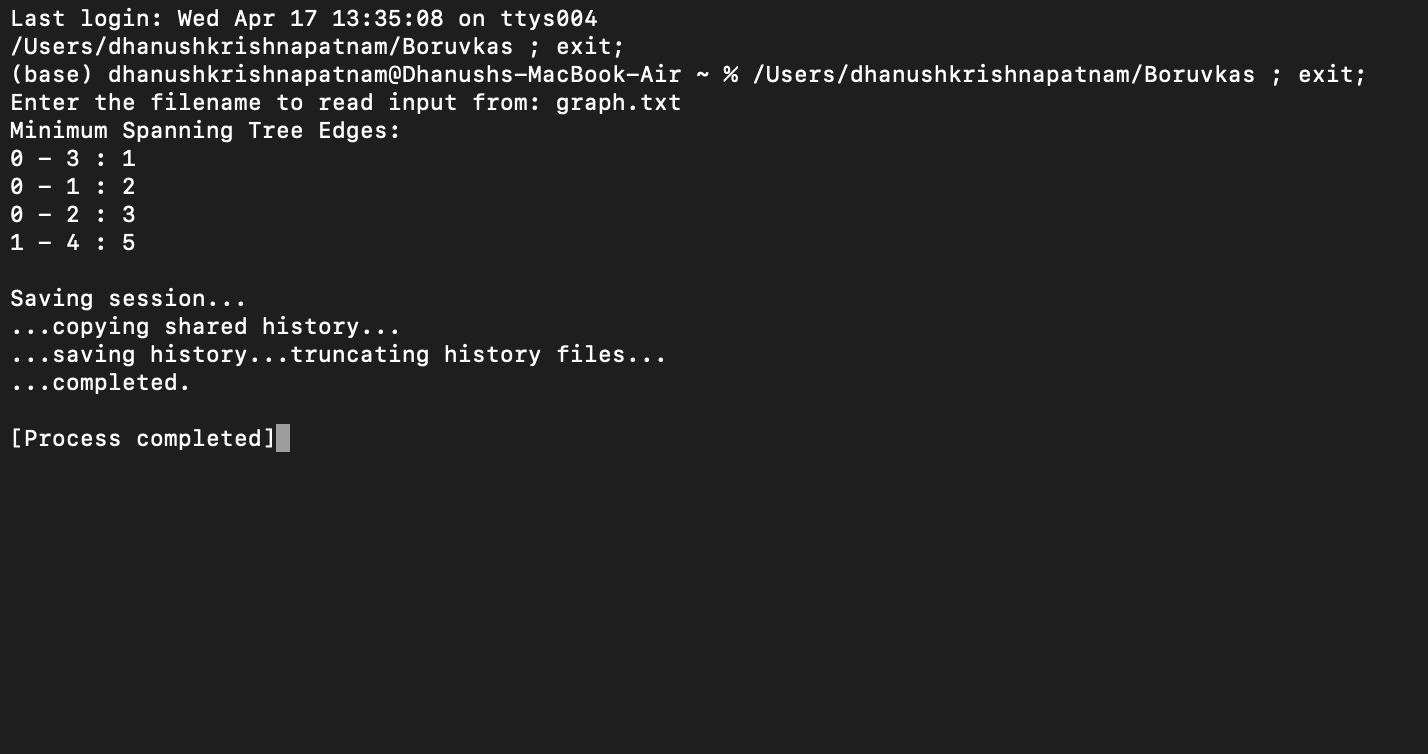 Last login: Wed Apr 17 13:35:08 on ttys004
/Users/dhanushkrishnapatnam/Boruvkas ; exit;
(base) dhanushkrishnapatnam@Dhanushs-MacBook-Air ~ % /Users/dhanushkrishnapatnam/Boruvkas ; exit;
Enter the filename to read input from: graph.txt
Minimum Spanning Tree Edges:
0 - 3 : 1
0 - 1 : 2
0 - 2 : 3
1 - 4 : 5
Saving session...
...copying shared history...
...saving history...truncating history files...
...completed.
[Process completed]